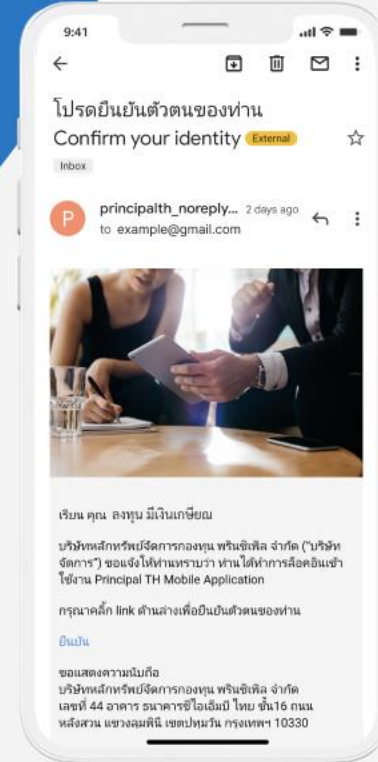 9:41
โปรดยืนยันตัวตนของท่าน
Confirm your identity External
Inbox
P
principalth_noreply... 2 days ago
to example@gmail.com
เรียน คุณ ลงทุน มีเงินเกษียณ
บริษัทหลักทรัพย์จัดการกองทุน พรินซิเพิล จำกัด ("บริษัท
จัดการ") ขอแจ้งให้ท่านทราบว่า ท่านได้ทำการล็อคอินเข้า
ใช้งาน Principal TH Mobile Application
กรุณาคลิ้ก link ด้านล่างเพื่อยืนยันตัวตนของท่าน
ยืนยัน
ขอแสดงความนับถือ
บริษัทหลักทรัพย์จัดการกองทุน พรินซิเพิล จำกัด
เลขที่ 44 อาคาร ธนาคารซีไอเอ็มบี ไทย ชั้น16 ถนน
หลังสวน แขวงลุมพินี เขตปทุมวัน กรุงเทพฯ 10330